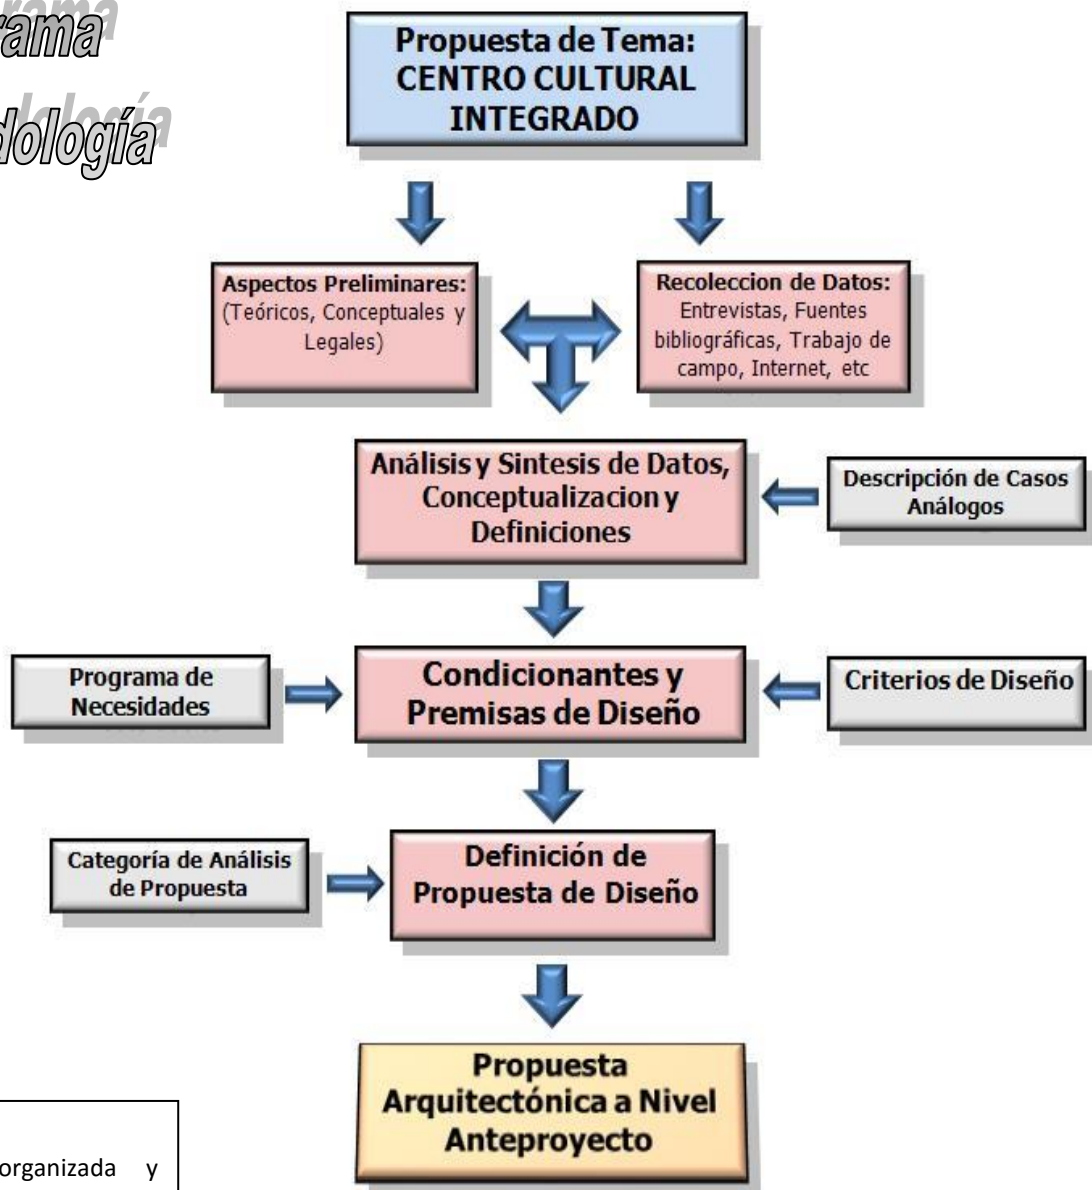 rama
dología
Propuesta de Tema:
CENTRO CULTURAL
INTEGRADO
Aspectos Preliminares:
(Teóricos, Conceptuales y
Legales)
Recoleccion de Datos:
Entrevistas, Fuentes
bibliográficas, Trabajo de
campo, Internet, etc
Análisis y Sintesis de Datos,
Conceptualizacion y
Definiciones
Descripción de Casos
Análogos
Programa de
Necesidades
Condicionantes y
Premisas de Diseño
Criterios de Diseño
Categoría de Análisis
de Propuesta
Definición de
Propuesta de Diseño
Propuesta
Arquitectónica a Nivel
Anteproyecto
organizada y